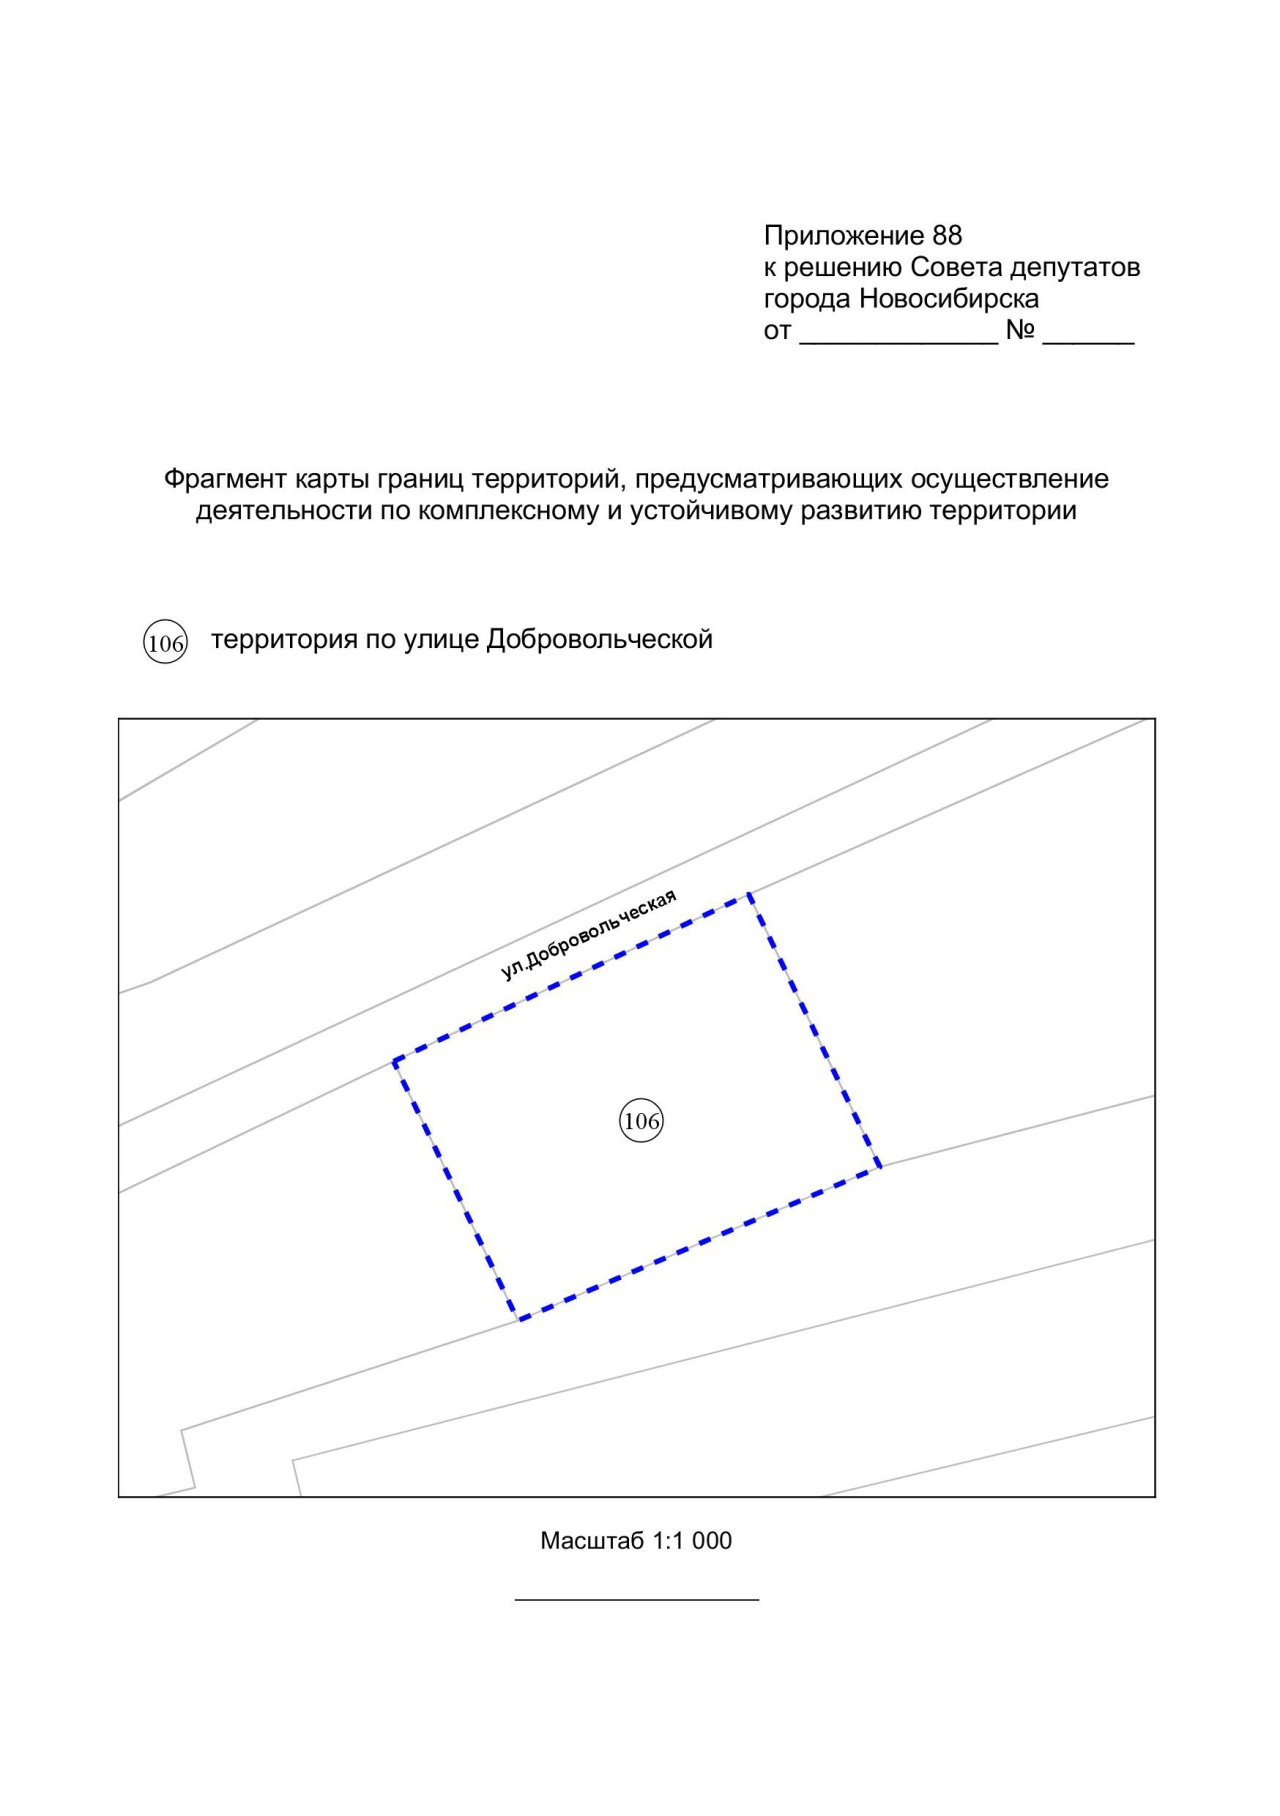 Приложение 88
к решению Совета депутатов
города Новосибирска
от _____________ № ______
Фрагмент карты границ территорий, предусматривающих осуществление
деятельности по комплексному и устойчивому развитию территории
106 территория по улице Добровольческой
ул.Добровольческая
106
Масштаб 1:1 000